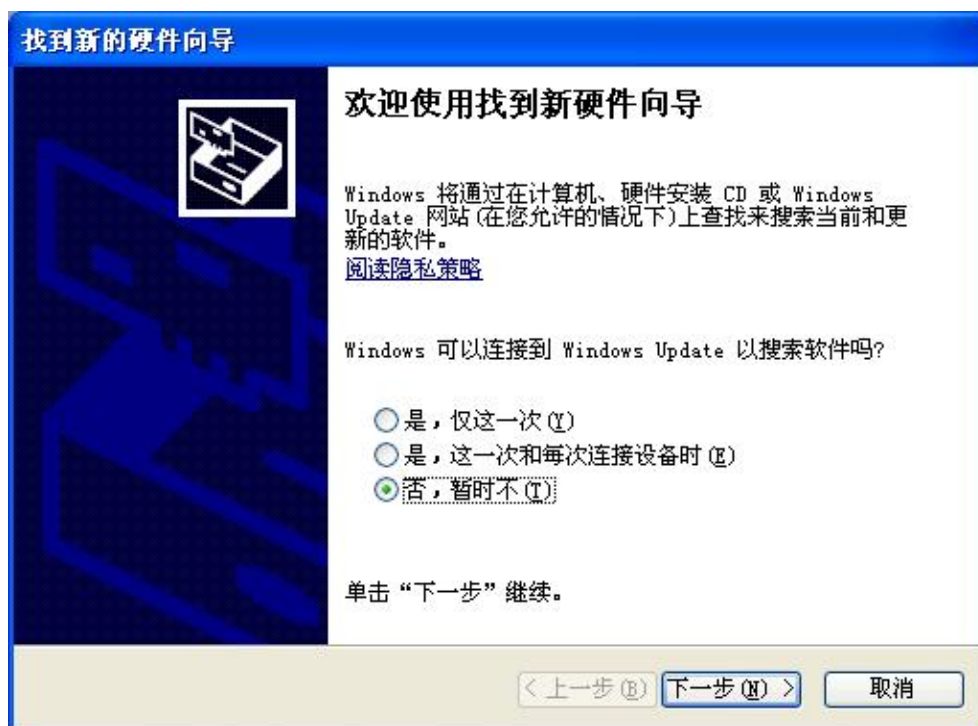 找到新的硬件向导
欢迎使用找到新硬件向导
Windows 将通过在计算机、硬件安装 CD 或 Windows
Update 网站(在您允许的情况下)上查找来搜索当前和更
新的软件。
阅读隐私策略
Windows 可以连接到 Windows Update 以搜索软件吗?
是，仅这一次(Y)
是，这一次和每次连接设备时(E)
否，暂时不(T)
单击“下一步”继续。
< 上一步(B) 下一步(N) > 取消